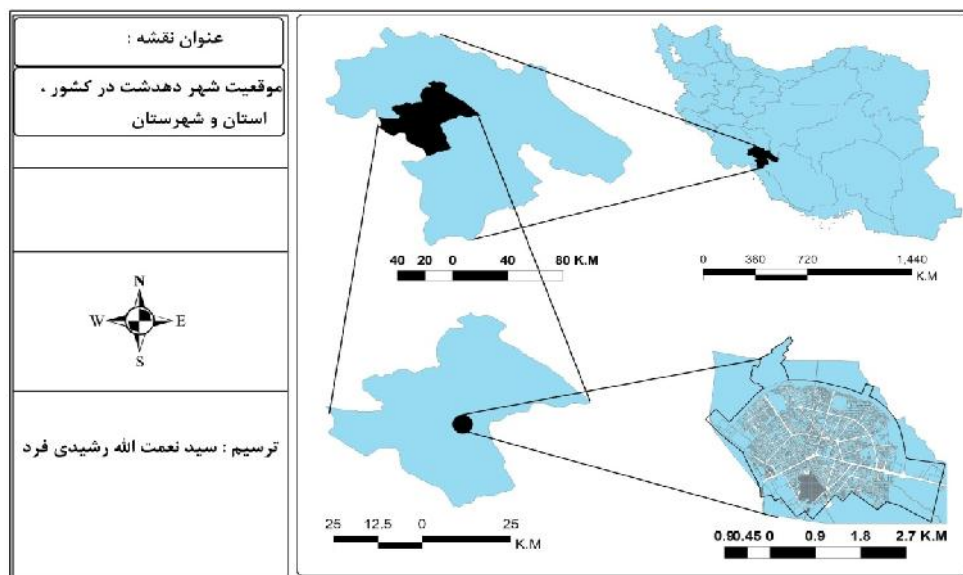 عنوان نقشه :
موقعیت شهر دهدشت در کشور ،
استان و شهرستان
N
W E
S
ترسیم : سید نعمت الله رشیدی فرد
40 20 0 40 80 K.M
0 360 720 1,440
K.M
25 12.5 0 25
K.M
0.90.45 0 0.9 1.8 2.7 K.M